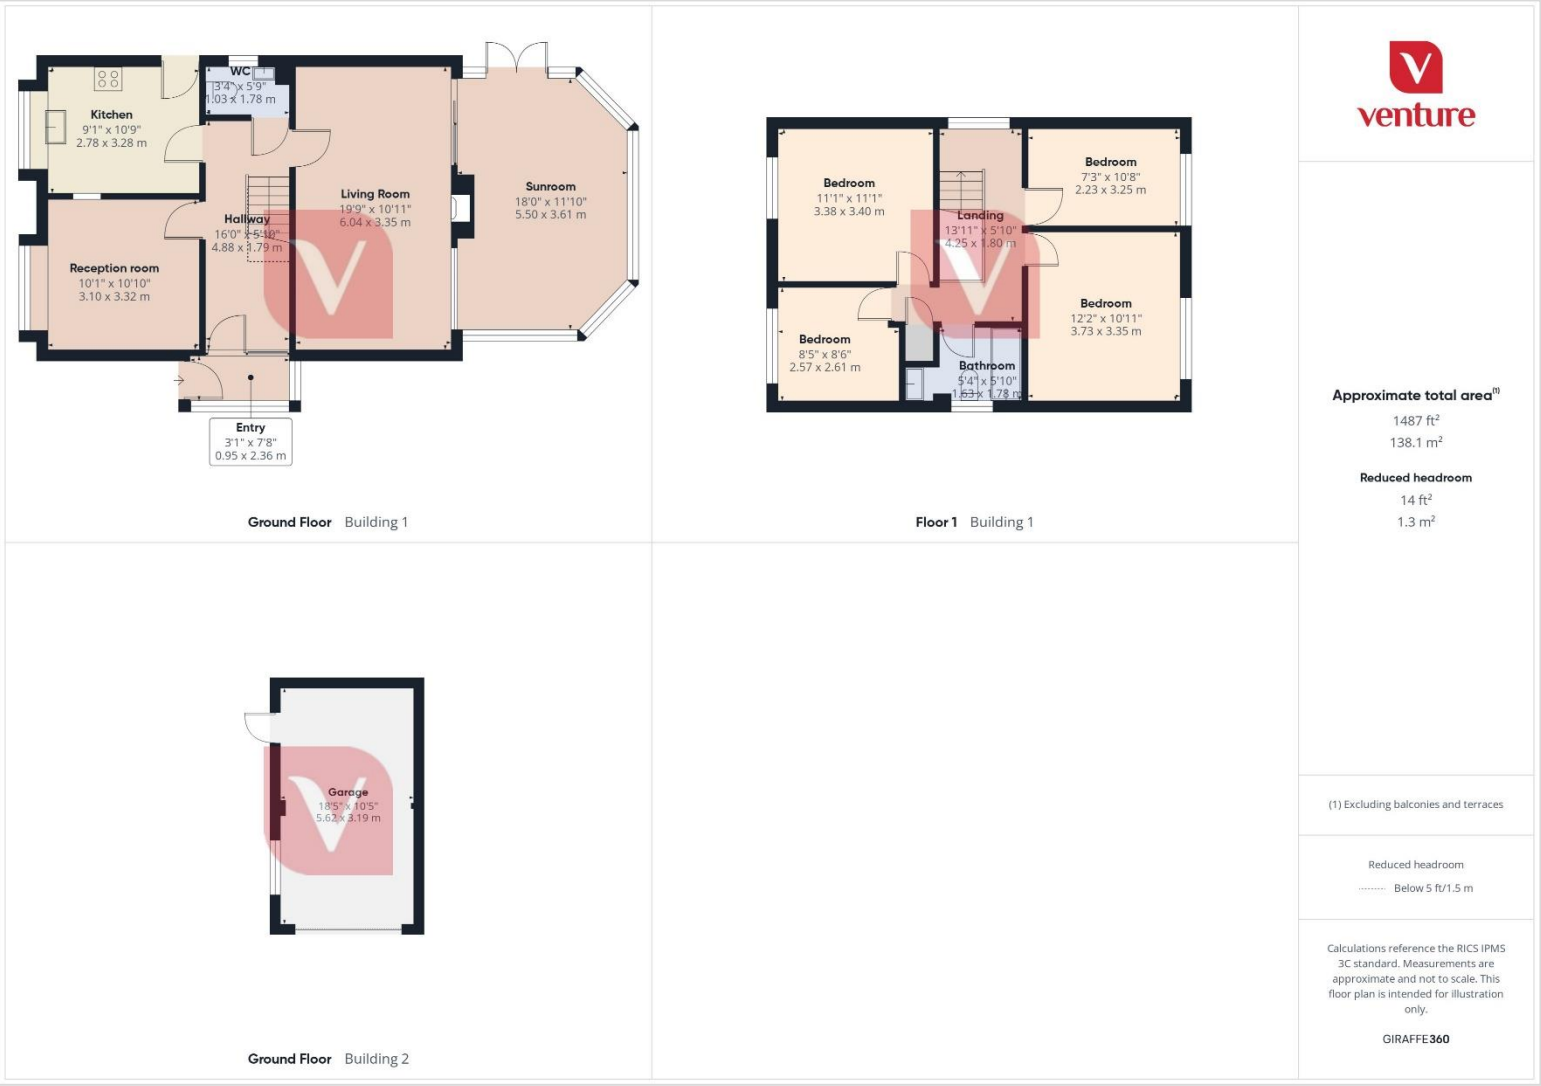 WC
3'4" x 5'9"
1.03 x 1.78 m
Kitchen
9'1" x 10'9"
2.78 x 3.28 m
Living Room
19'9" x 10'11"
6.04 x 3.35 m
Sunroom
18'0" x 11'10"
5.50 x 3.61 m
Hallway
16'0" x 5'10"
4.88 x 1.79 m
Reception room
10'1" x 10'10"
3.10 x 3.32 m
Entry
3'1" x 7'8"
0.95 x 2.36 m
Ground Floor Building 1
Bedroom
11'1" x 11'1"
3.38 x 3.40 m
Bedroom
7'3" x 10'8"
2.23 x 3.25 m
Landing
13'11" x 5'10"
4.25 x 1.80 m
Bedroom
12'2" x 10'11"
3.73 x 3.35 m
Bedroom
8'5" x 8'6"
2.57 x 2.61 m
Bathroom
5'4" x 5'10"
1.63 x 1.78 m
Floor 1 Building 1
Garage
18'5" x 10'5"
5.62 x 3.19 m
Ground Floor Building 2
venture
Approximate total area(1)
1487 ft²
138.1 m²
Reduced headroom
14 ft²
1.3 m²
(1) Excluding balconies and terraces
Reduced headroom
Below 5 ft/1.5 m
Calculations reference the RICS IPMS
3C standard. Measurements are
approximate and not to scale. This
floor plan is intended for illustration
only.
GIRAFFE360